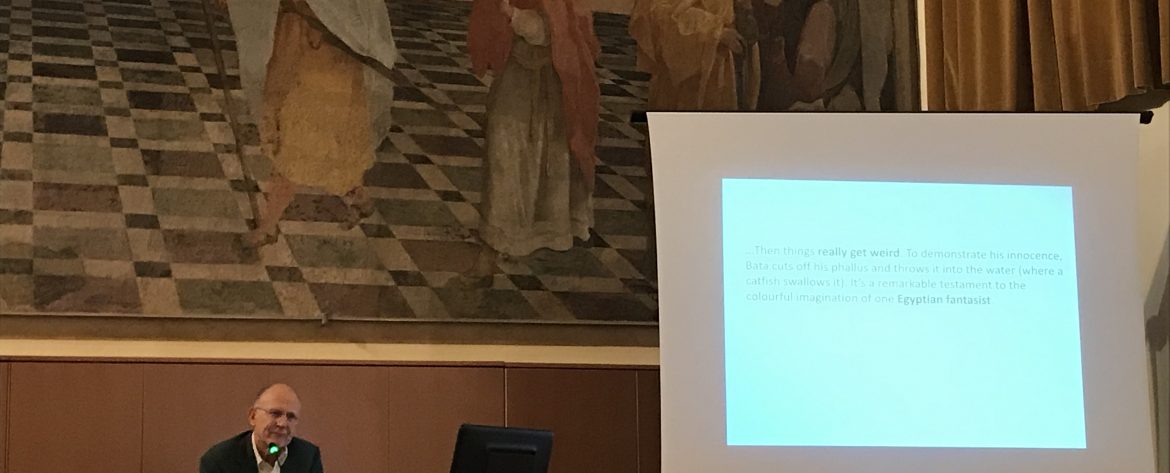 ...Then things really get weird. To demonstrate his innocence,
Bata cuts off his phallus and throws it into the water (where a
catfish swallows it). It's a remarkable testament to the
colourful imagination of one Egyptian fantasist.